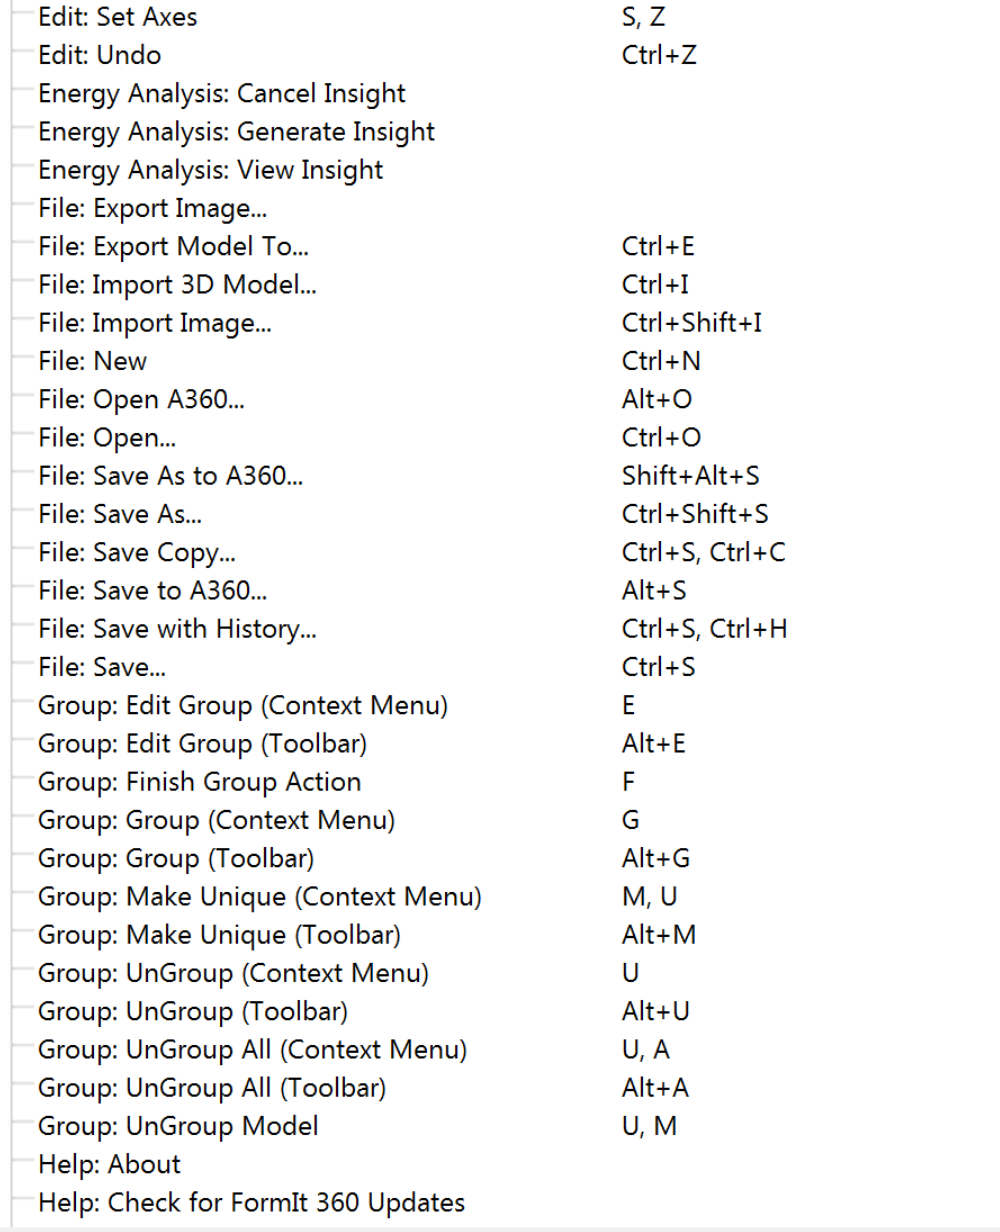 Edit: Set Axes S, Z
Edit: Undo Ctrl+Z
Energy Analysis: Cancel Insight
Energy Analysis: Generate Insight
Energy Analysis: View Insight
File: Export Image...
File: Export Model To... Ctrl+E
File: Import 3D Model... Ctrl+I
File: Import Image... Ctrl+Shift+I
File: New Ctrl+N
File: Open A360... Alt+O
File: Open... Ctrl+O
File: Save As to A360... Shift+Alt+S
File: Save As... Ctrl+Shift+S
File: Save Copy... Ctrl+S, Ctrl+C
File: Save to A360... Alt+S
File: Save with History... Ctrl+S, Ctrl+H
File: Save... Ctrl+S
Group: Edit Group (Context Menu) E
Group: Edit Group (Toolbar) Alt+E
Group: Finish Group Action F
Group: Group (Context Menu) G
Group: Group (Toolbar) Alt+G
Group: Make Unique (Context Menu) M, U
Group: Make Unique (Toolbar) Alt+M
Group: UnGroup (Context Menu) U
Group: UnGroup (Toolbar) Alt+U
Group: UnGroup All (Context Menu) U, A
Group: UnGroup All (Toolbar) Alt+A
Group: UnGroup Model U, M
Help: About
Help: Check for FormIt 360 Updates